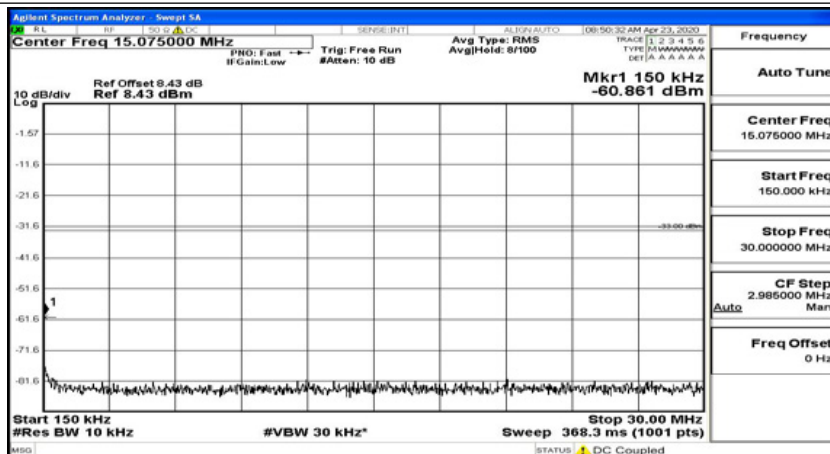 Agilent Spectrum Analyzer - Swept SA
RL RF 50 Ω DC SENSE:INT ALIGN AUTO 08:50:32 AM Apr 23, 2020
Center Freq 15.075000 MHz
PNO: Fast
IFGain:Low
Trig: Free Run
#Atten: 10 dB
Avg Type: RMS
Avg|Hold: 8/100
TRACE 1 2 3 4 5 6
TYPE M WWWWW
DET A A A A A A
Ref Offset 8.43 dB
Ref 8.43 dBm
10 dB/div
Log
Mkr1 150 kHz
-60.861 dBm
-1.57
-11.6
-21.6
-31.6
-33.00 dBm
-41.6
-51.6
1
-61.6
-71.6
-81.6
Start 150 kHz
Stop 30.00 MHz
#Res BW 10 kHz
#VBW 30 kHz*
Sweep 368.3 ms (1001 pts)
MSG
STATUS DC Coupled
Frequency
Auto Tune
Center Freq
15.075000 MHz
Start Freq
150.000 kHz
Stop Freq
30.000000 MHz
CF Step
2.985000 MHz
Auto Man
Freq Offset
0 Hz